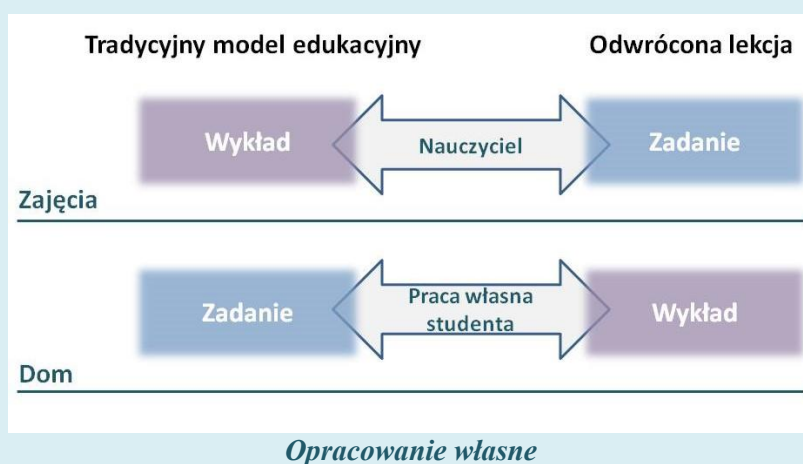 Tradycyjny model edukacyjny
Odwrócona lekcja
Wykład
Nauczyciel
Zadanie
Zajęcia
Zadanie
Praca własna
studenta
Wykład
Dom
Opracowanie własne